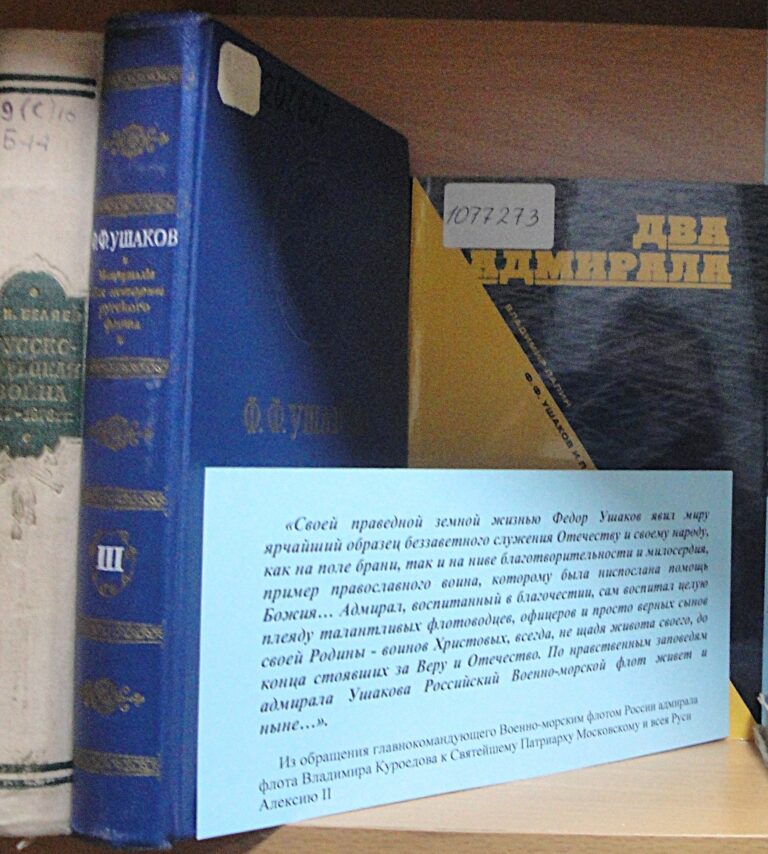 9(С)10
Б-44
РУССКО-
ВОЙНА
Ф.Ф.УШАКОВ
Материалы
для истории
русского
флота
III
Ф.Ф.УШАКОВ
1077273
ДВА
АДМИРАЛА
ВЛАДИМИР
Ф. Ф. УШАКОВ И
«Своей праведной земной жизнью Федор Ушаков явил миру
ярчайший образец беззаветного служения Отечеству и своему народу,
как на поле брани, так и на ниве благотворительности и милосердия,
пример православного воина, которому была ниспослана помощь
Божия... Адмирал, воспитанный в благочестии, сам воспитал целую
плеяду талантливых флотоводцев, офицеров и просто верных сынов
своей Родины - воинов Христовых, всегда, не щадя живота своего, до
конца стоявших за Веру и Отечество. По нравственным заповедям
адмирала Ушакова Российский Военно-морской флот живет и
ныне...».
Из обращения главнокомандующего Военно-морским флотом России адмирала
флота Владимира Куроедова к Святейшему Патриарху Московскому и всея Руси
Алексию II